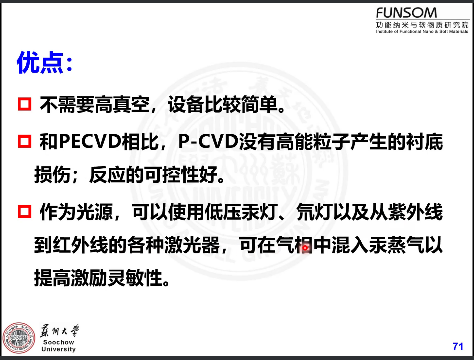 FUNSOM
功能纳米与软物质研究院
Institute of Functional Nano & Soft Materials
优点：
不需要高真空，设备比较简单。
和PECVD相比，P-CVD没有高能粒子产生的衬底
损伤；反应的可控性好。
作为光源，可以使用低压汞灯、氘灯以及从紫外线
到红外线的各种激光器，可在气相中混入汞蒸气以
提高激励灵敏性。
蘇州大学
Soochow
University
71